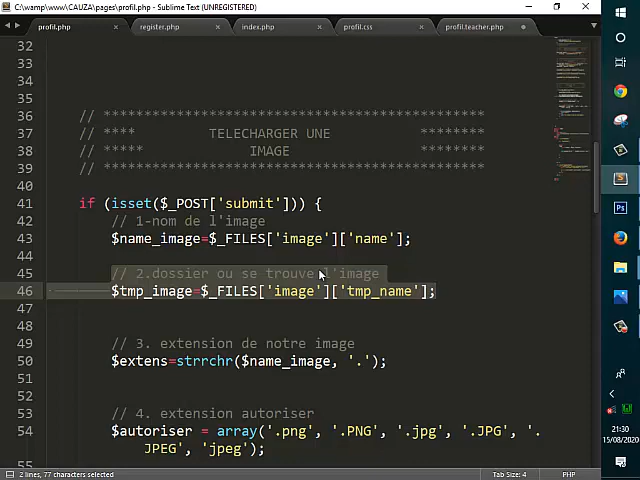 C:\wamp\www\CAUZA\pages\profil.php - Sublime Text (UNREGISTERED)
profil.php register.php index.php profil.css profil.teacher.php
32
33
34
35
36 // ***********************************************
37 // **** TELECHARGER UNE ********
38 // ***** IMAGE ********
39 // ***********************************************
40
41 if (isset($_POST['submit'])) {
42 // 1-nom de l'image
43 $name_image=$_FILES['image']['name'];
44
45 // 2.dossier ou se trouve l'image
46 $tmp_image=$_FILES['image']['tmp_name'];
47
48
49 // 3. extension de notre image
50 $extens=strrchr($name_image, '.');
51
52
53 // 4. extension autoriser
54 $autoriser = array('.png', '.PNG', '.jpg', '.JPG', '.
JPEG', 'jpeg');
55
2 lines, 77 characters selected Tab Size: 4 PHP
21:30
15/08/2020